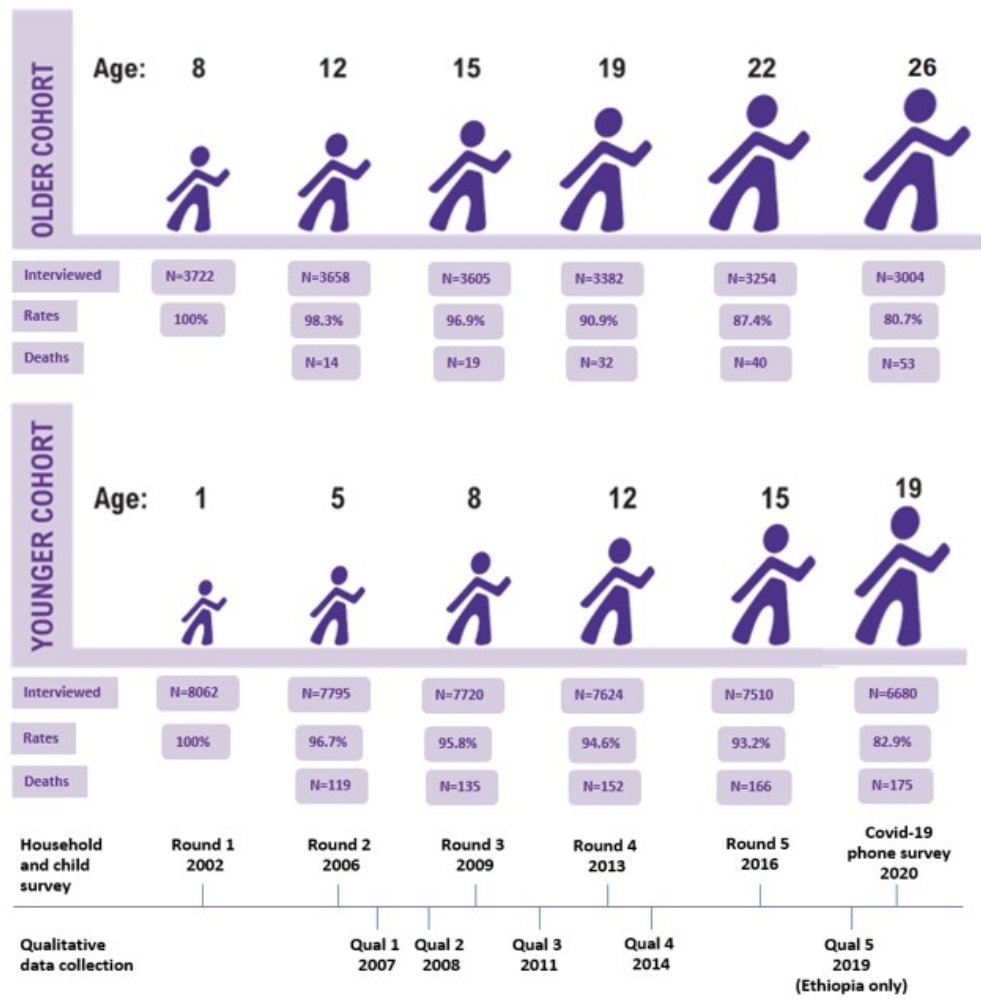 OLDER COHORT
Age: 8 12 15 19 22 26
Interviewed N=3722 N=3658 N=3605 N=3382 N=3254 N=3004
Rates 100% 98.3% 96.9% 90.9% 87.4% 80.7%
Deaths N=14 N=19 N=32 N=40 N=53
YOUNGER COHORT
Age: 1 5 8 12 15 19
Interviewed N=8062 N=7795 N=7720 N=7624 N=7510 N=6680
Rates 100% 96.7% 95.8% 94.6% 93.2% 82.9%
Deaths N=119 N=135 N=152 N=166 N=175
Household
and child
survey
Round 1
2002
Round 2
2006
Round 3
2009
Round 4
2013
Round 5
2016
Covid-19
phone survey
2020
Qualitative
data collection
Qual 1
2007
Qual 2
2008
Qual 3
2011
Qual 4
2014
Qual 5
2019
(Ethiopia only)